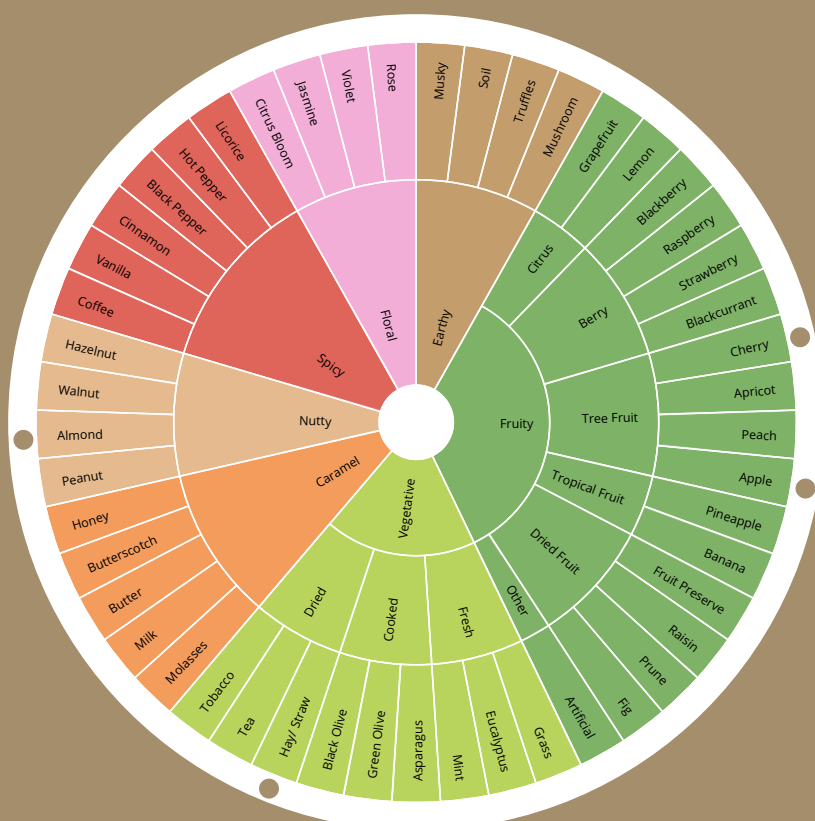 Earthy
Musky
Soil
Truffles
Mushroom
Fruity
Citrus
Grapefruit
Lemon
Berry
Blackberry
Raspberry
Strawberry
Blackcurrant
Tree Fruit
Cherry
Apricot
Peach
Apple
Tropical Fruit
Pineapple
Banana
Dried Fruit
Fruit Preserve
Raisin
Prune
Fig
Other
Artificial
Vegetative
Fresh
Grass
Eucalyptus
Mint
Cooked
Asparagus
Green Olive
Black Olive
Dried
Hay/ Straw
Tea
Tobacco
Caramel
Molasses
Milk
Butter
Butterscotch
Honey
Nutty
Peanut
Almond
Walnut
Hazelnut
Spicy
Coffee
Vanilla
Cinnamon
Black Pepper
Hot Pepper
Licorice
Floral
Citrus Bloom
Jasmine
Violet
Rose